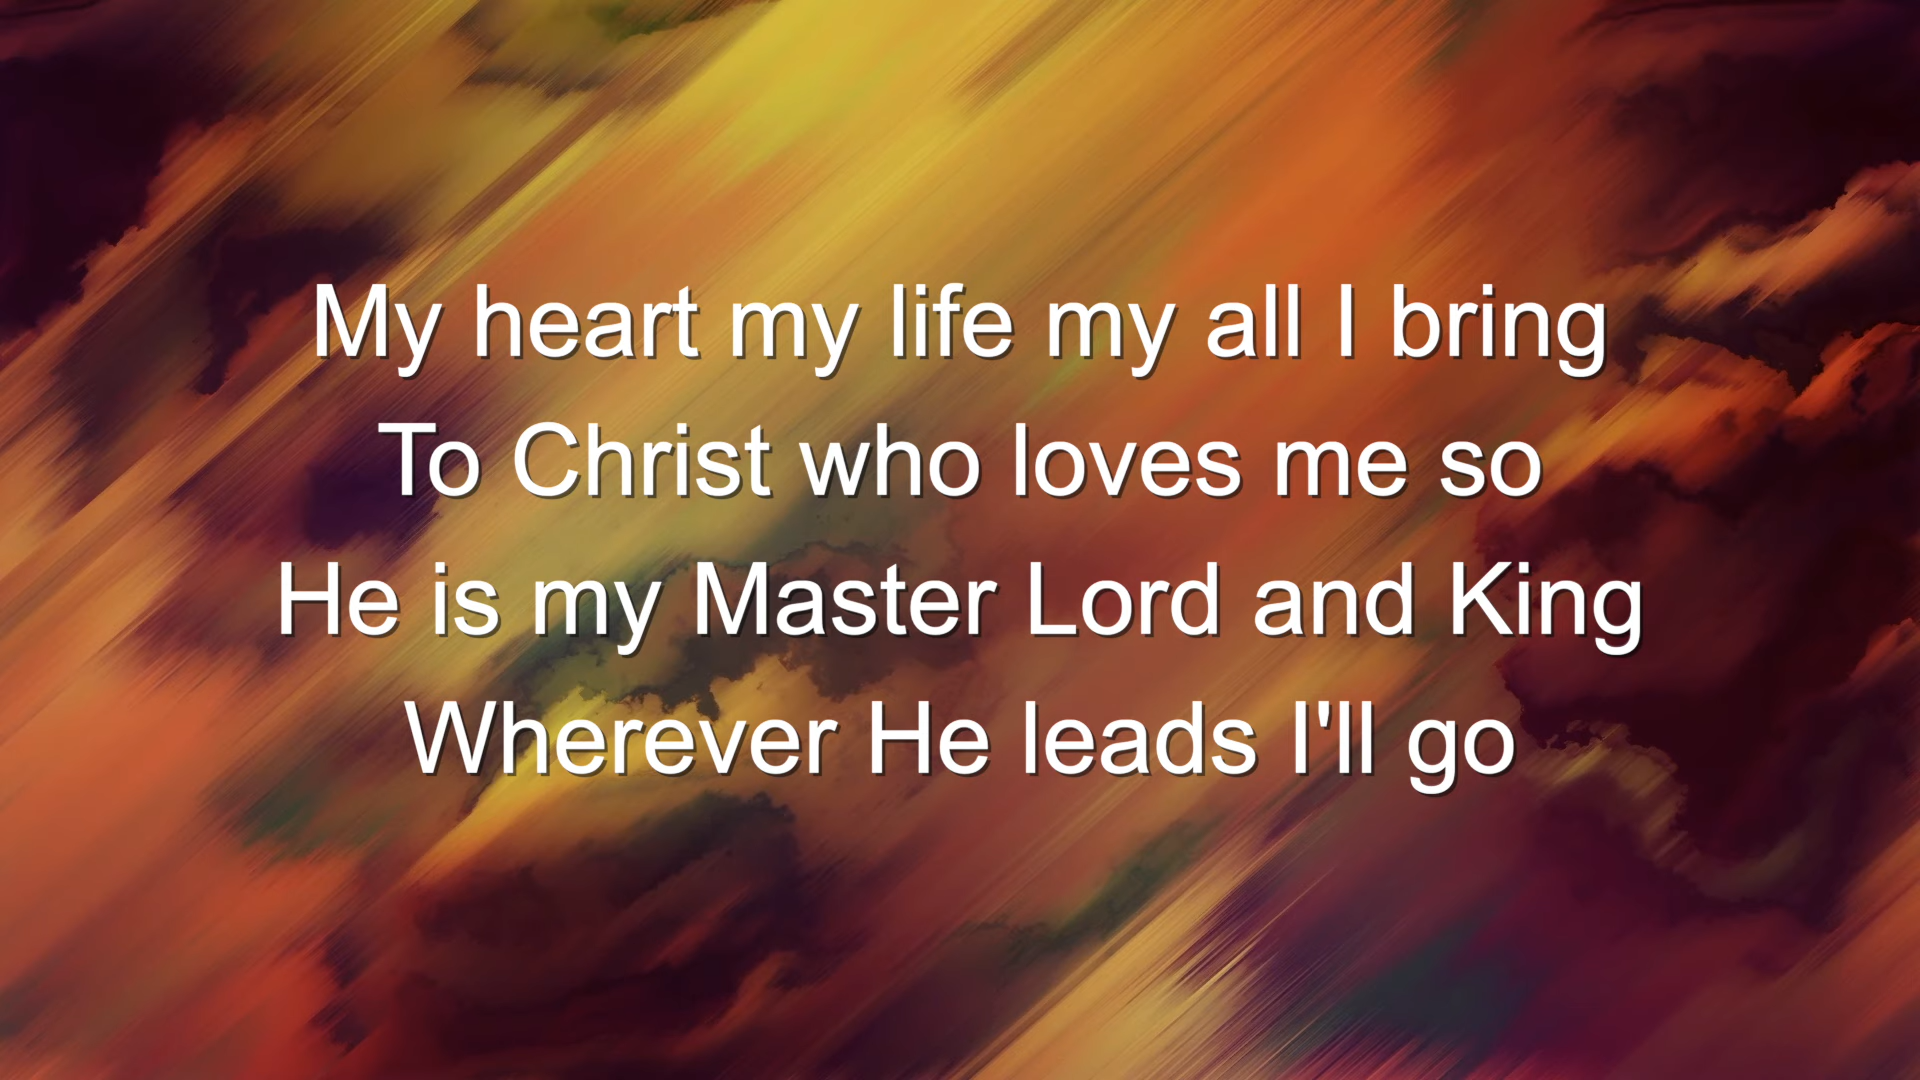 My heart my life my all I bring
To Christ who loves me so
He is my Master Lord and King
Wherever He leads I'll go